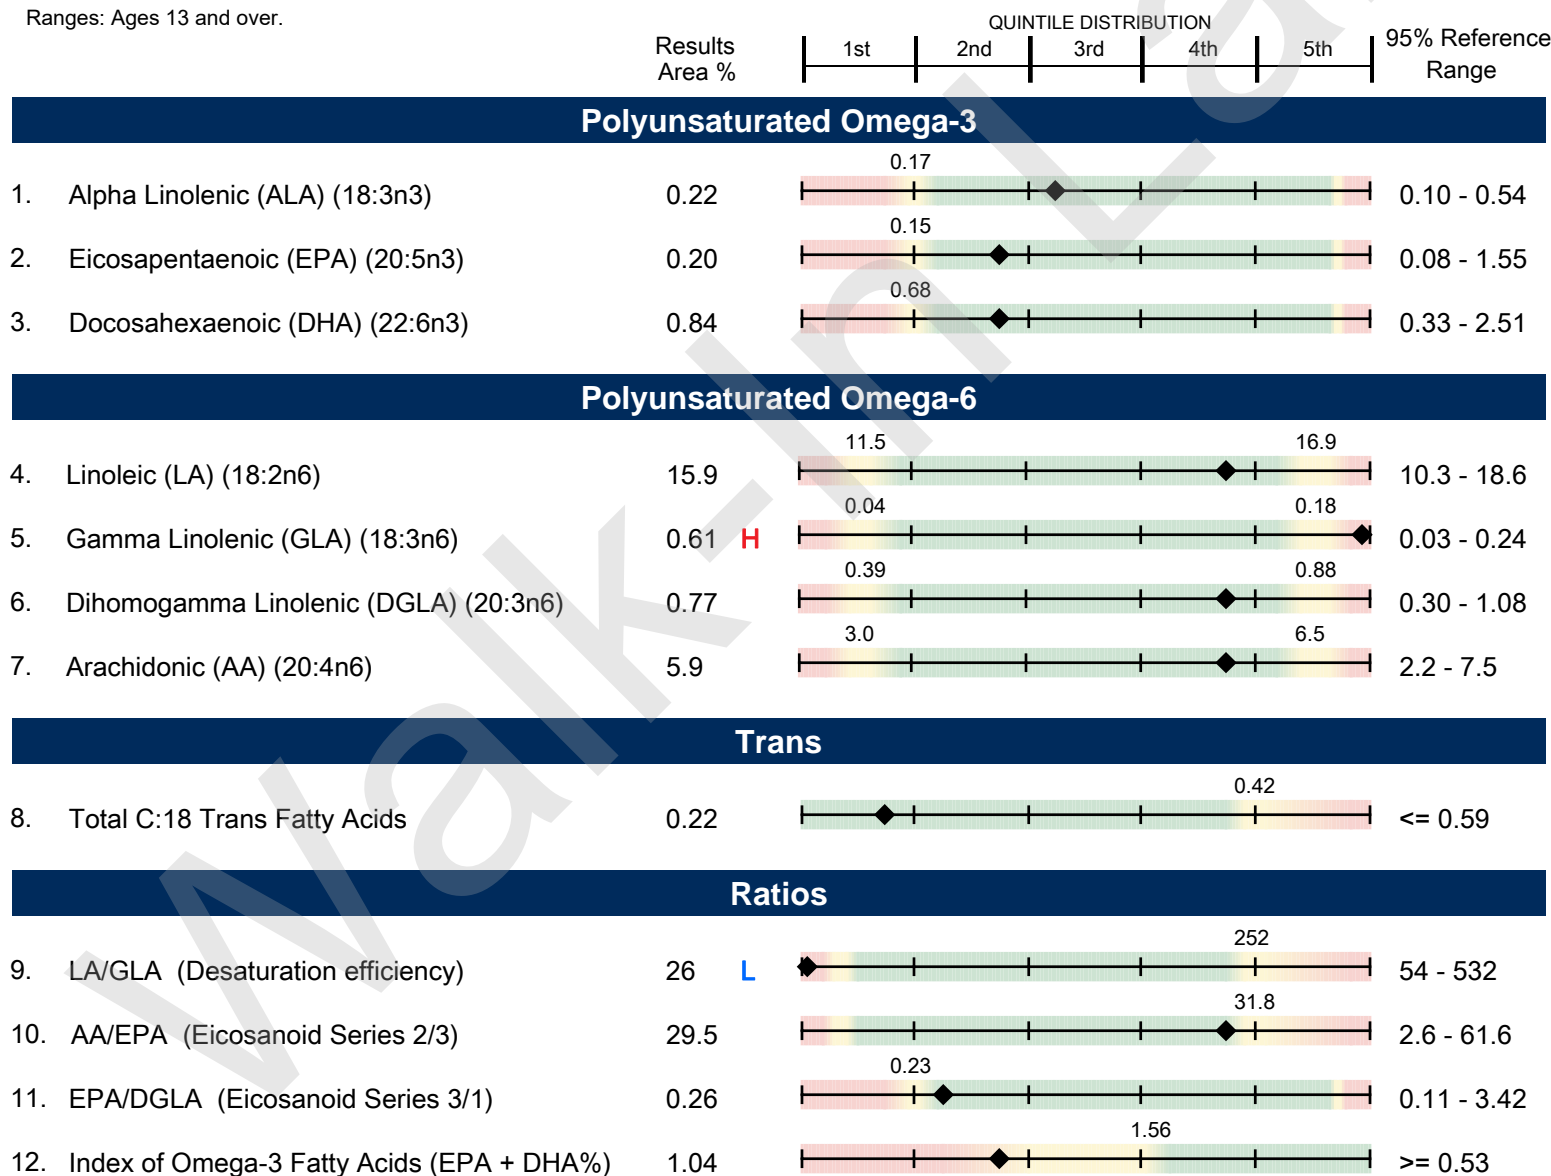 Ranges: Ages 13 and over.
QUINTILE DISTRIBUTION
Results Area %
1st 2nd 3rd 4th 5th
95% Reference Range
Polyunsaturated Omega-3
0.17
1. Alpha Linolenic (ALA) (18:3n3) 0.22 0.10 - 0.54
0.15
2. Eicosapentaenoic (EPA) (20:5n3) 0.20 0.08 - 1.55
0.68
3. Docosahexaenoic (DHA) (22:6n3) 0.84 0.33 - 2.51
Polyunsaturated Omega-6
11.5 16.9
4. Linoleic (LA) (18:2n6) 15.9 10.3 - 18.6
0.04 0.18
5. Gamma Linolenic (GLA) (18:3n6) 0.61 H 0.03 - 0.24
0.39 0.88
6. Dihomogamma Linolenic (DGLA) (20:3n6) 0.77 0.30 - 1.08
3.0 6.5
7. Arachidonic (AA) (20:4n6) 5.9 2.2 - 7.5
Trans
0.42
8. Total C:18 Trans Fatty Acids 0.22 <= 0.59
Ratios
252
9. LA/GLA (Desaturation efficiency) 26 L 54 - 532
31.8
10. AA/EPA (Eicosanoid Series 2/3) 29.5 2.6 - 61.6
0.23
11. EPA/DGLA (Eicosanoid Series 3/1) 0.26 0.11 - 3.42
1.56
12. Index of Omega-3 Fatty Acids (EPA + DHA%) 1.04 >= 0.53
Walk-In La